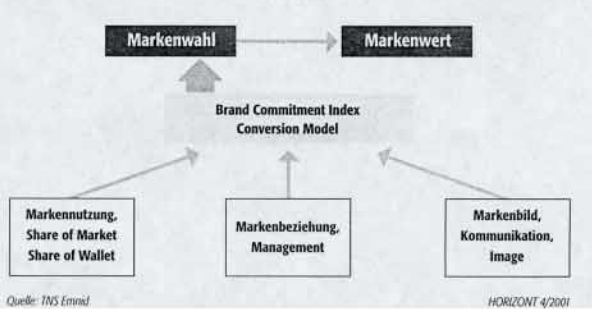 Markenwahl
Markenwert
Brand Commitment Index
Conversion Model
Markennutzung,
Share of Market
Share of Wallet
Markenbeziehung,
Management
Markenbild,
Kommunikation,
Image
Quelle: TNS Emnid
HORIZONT 4/2001